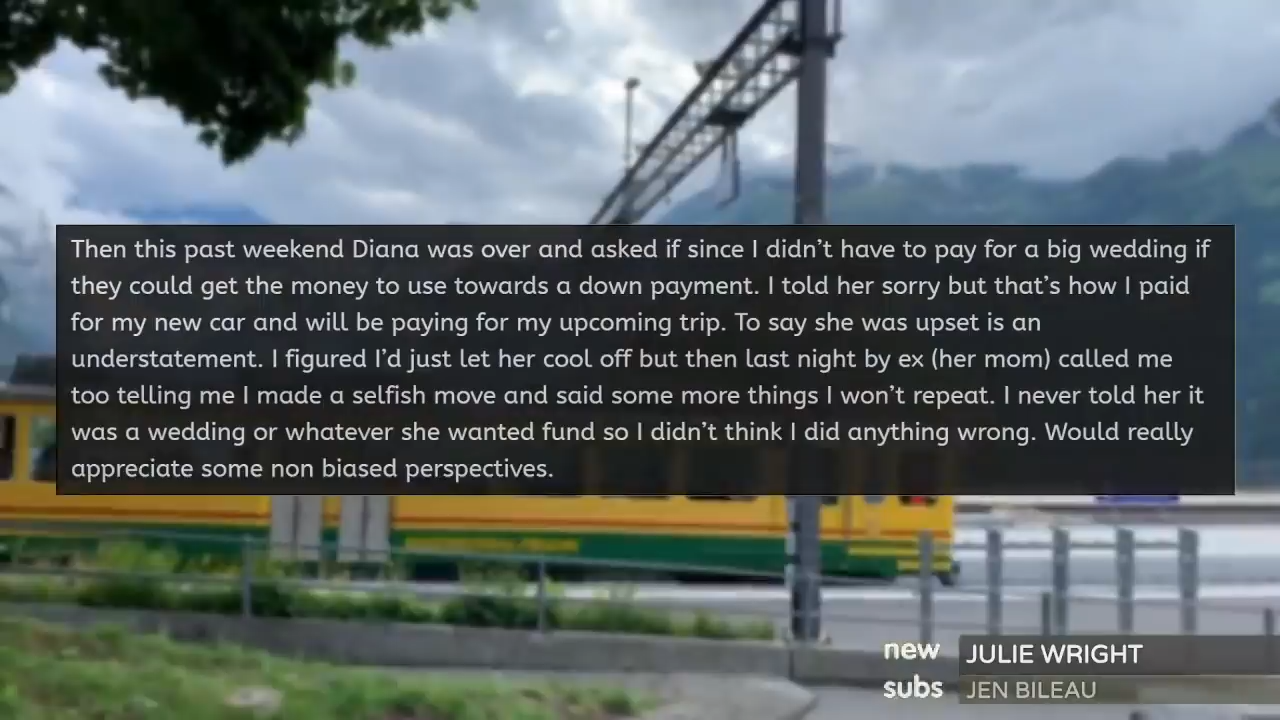 Then this past weekend Diana was over and asked if since I didn't have to pay for a big wedding if
they could get the money to use towards a down payment. I told her sorry but that's how I paid
for my new car and will be paying for my upcoming trip. To say she was upset is an
understatement. I figured I'd just let her cool off but then last night by ex (her mom) called me
too telling me I made a selfish move and said some more things I won't repeat. I never told her it
was a wedding or whatever she wanted fund so I didn't think I did anything wrong. Would really
appreciate some non biased perspectives.
new
JULIE WRIGHT
subs
JEN BILEAU